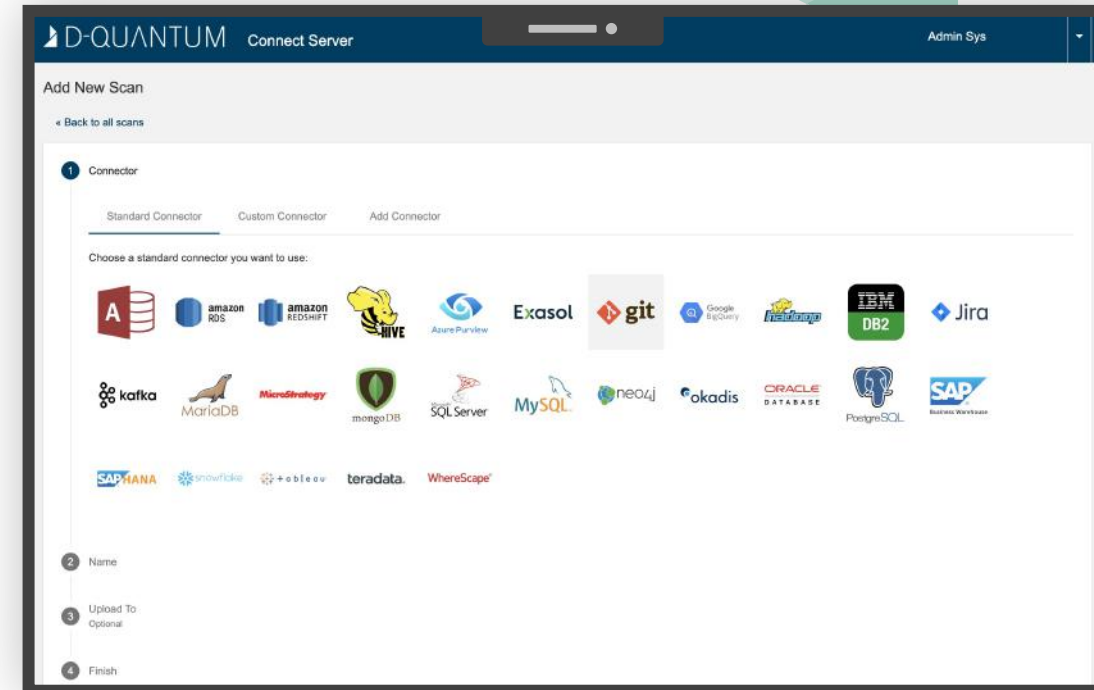 D-QUANTUM Connect Server
Admin Sys
Add New Scan
« Back to all scans
1 Connector
Standard Connector Custom Connector Add Connector
Choose a standard connector you want to use:
A amazon RDS amazon REDSHIFT HIVE Azure Purview Exasol git Google BigQuery hadoop IBM DB2 Jira
kafka MariaDB MicroStrategy mongoDB SQL Server MySQL neo4j okadis ORACLE DATABASE PostgreSQL SAP Business Warehouse
SAP HANA snowflake +ableau teradata. WhereScape
2 Name
3 Upload To
Optional
4 Finish